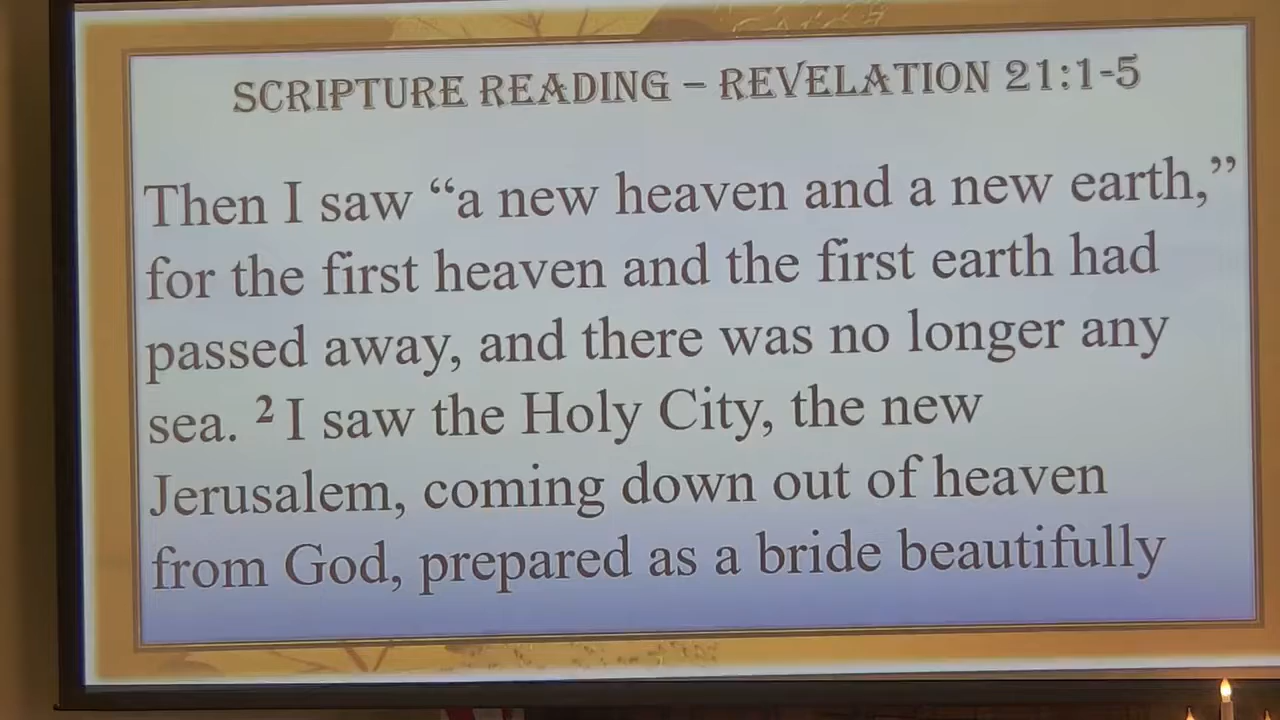 SCRIPTURE READING – REVELATION 21:1-5
Then I saw “a new heaven and a new earth,”
for the first heaven and the first earth had
passed away, and there was no longer any
sea. ² I saw the Holy City, the new
Jerusalem, coming down out of heaven
from God, prepared as a bride beautifully